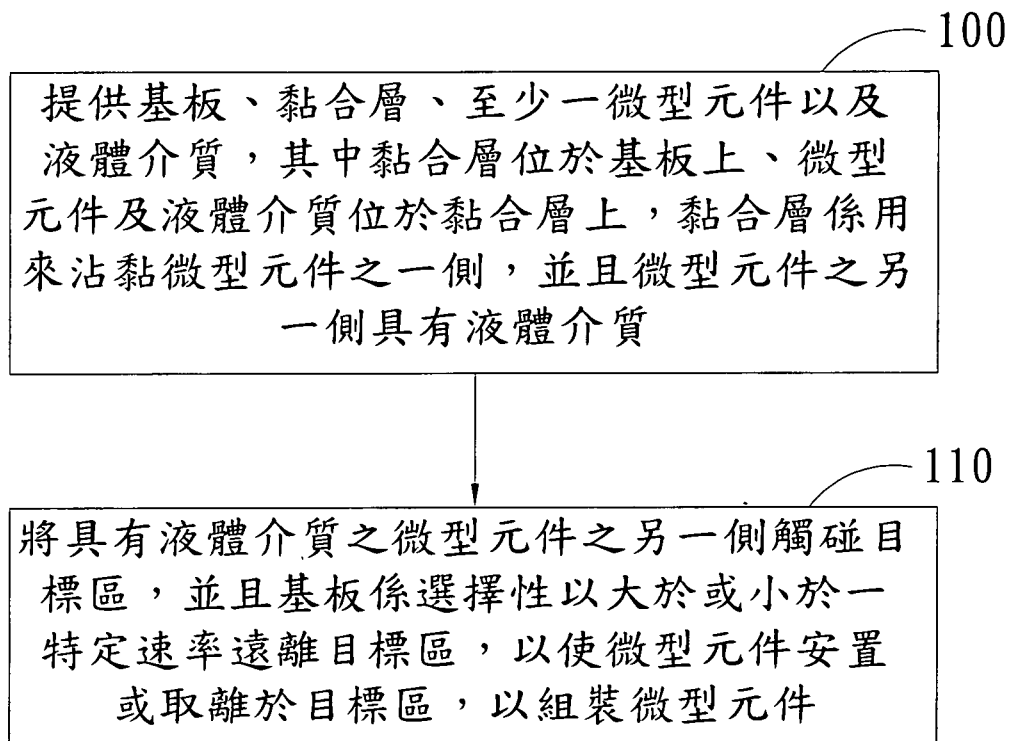 100
提供基板、黏合層、至少一微型元件以及
液體介質，其中黏合層位於基板上、微型
元件及液體介質位於黏合層上，黏合層係用
來沾黏微型元件之一側，並且微型元件之另
一側具有液體介質
110
將具有液體介質之微型元件之另一側觸碰目
標區，並且基板係選擇性以大於或小於一
特定速率遠離目標區，以使微型元件安置
或取離於目標區，以組裝微型元件